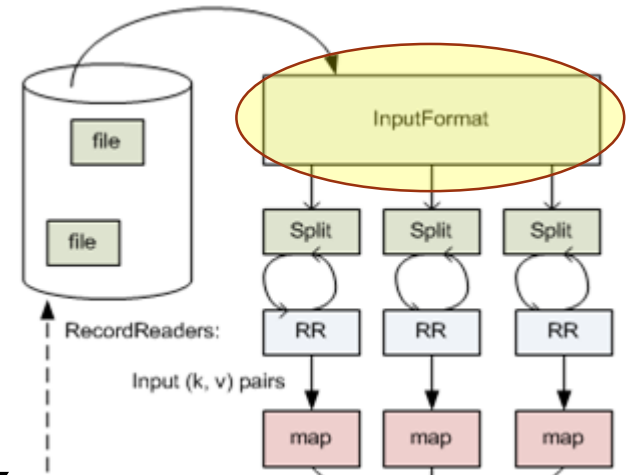 file
file
InputFormat
Split Split Split
RecordReaders: RR RR RR
Input (k, v) pairs
map map map